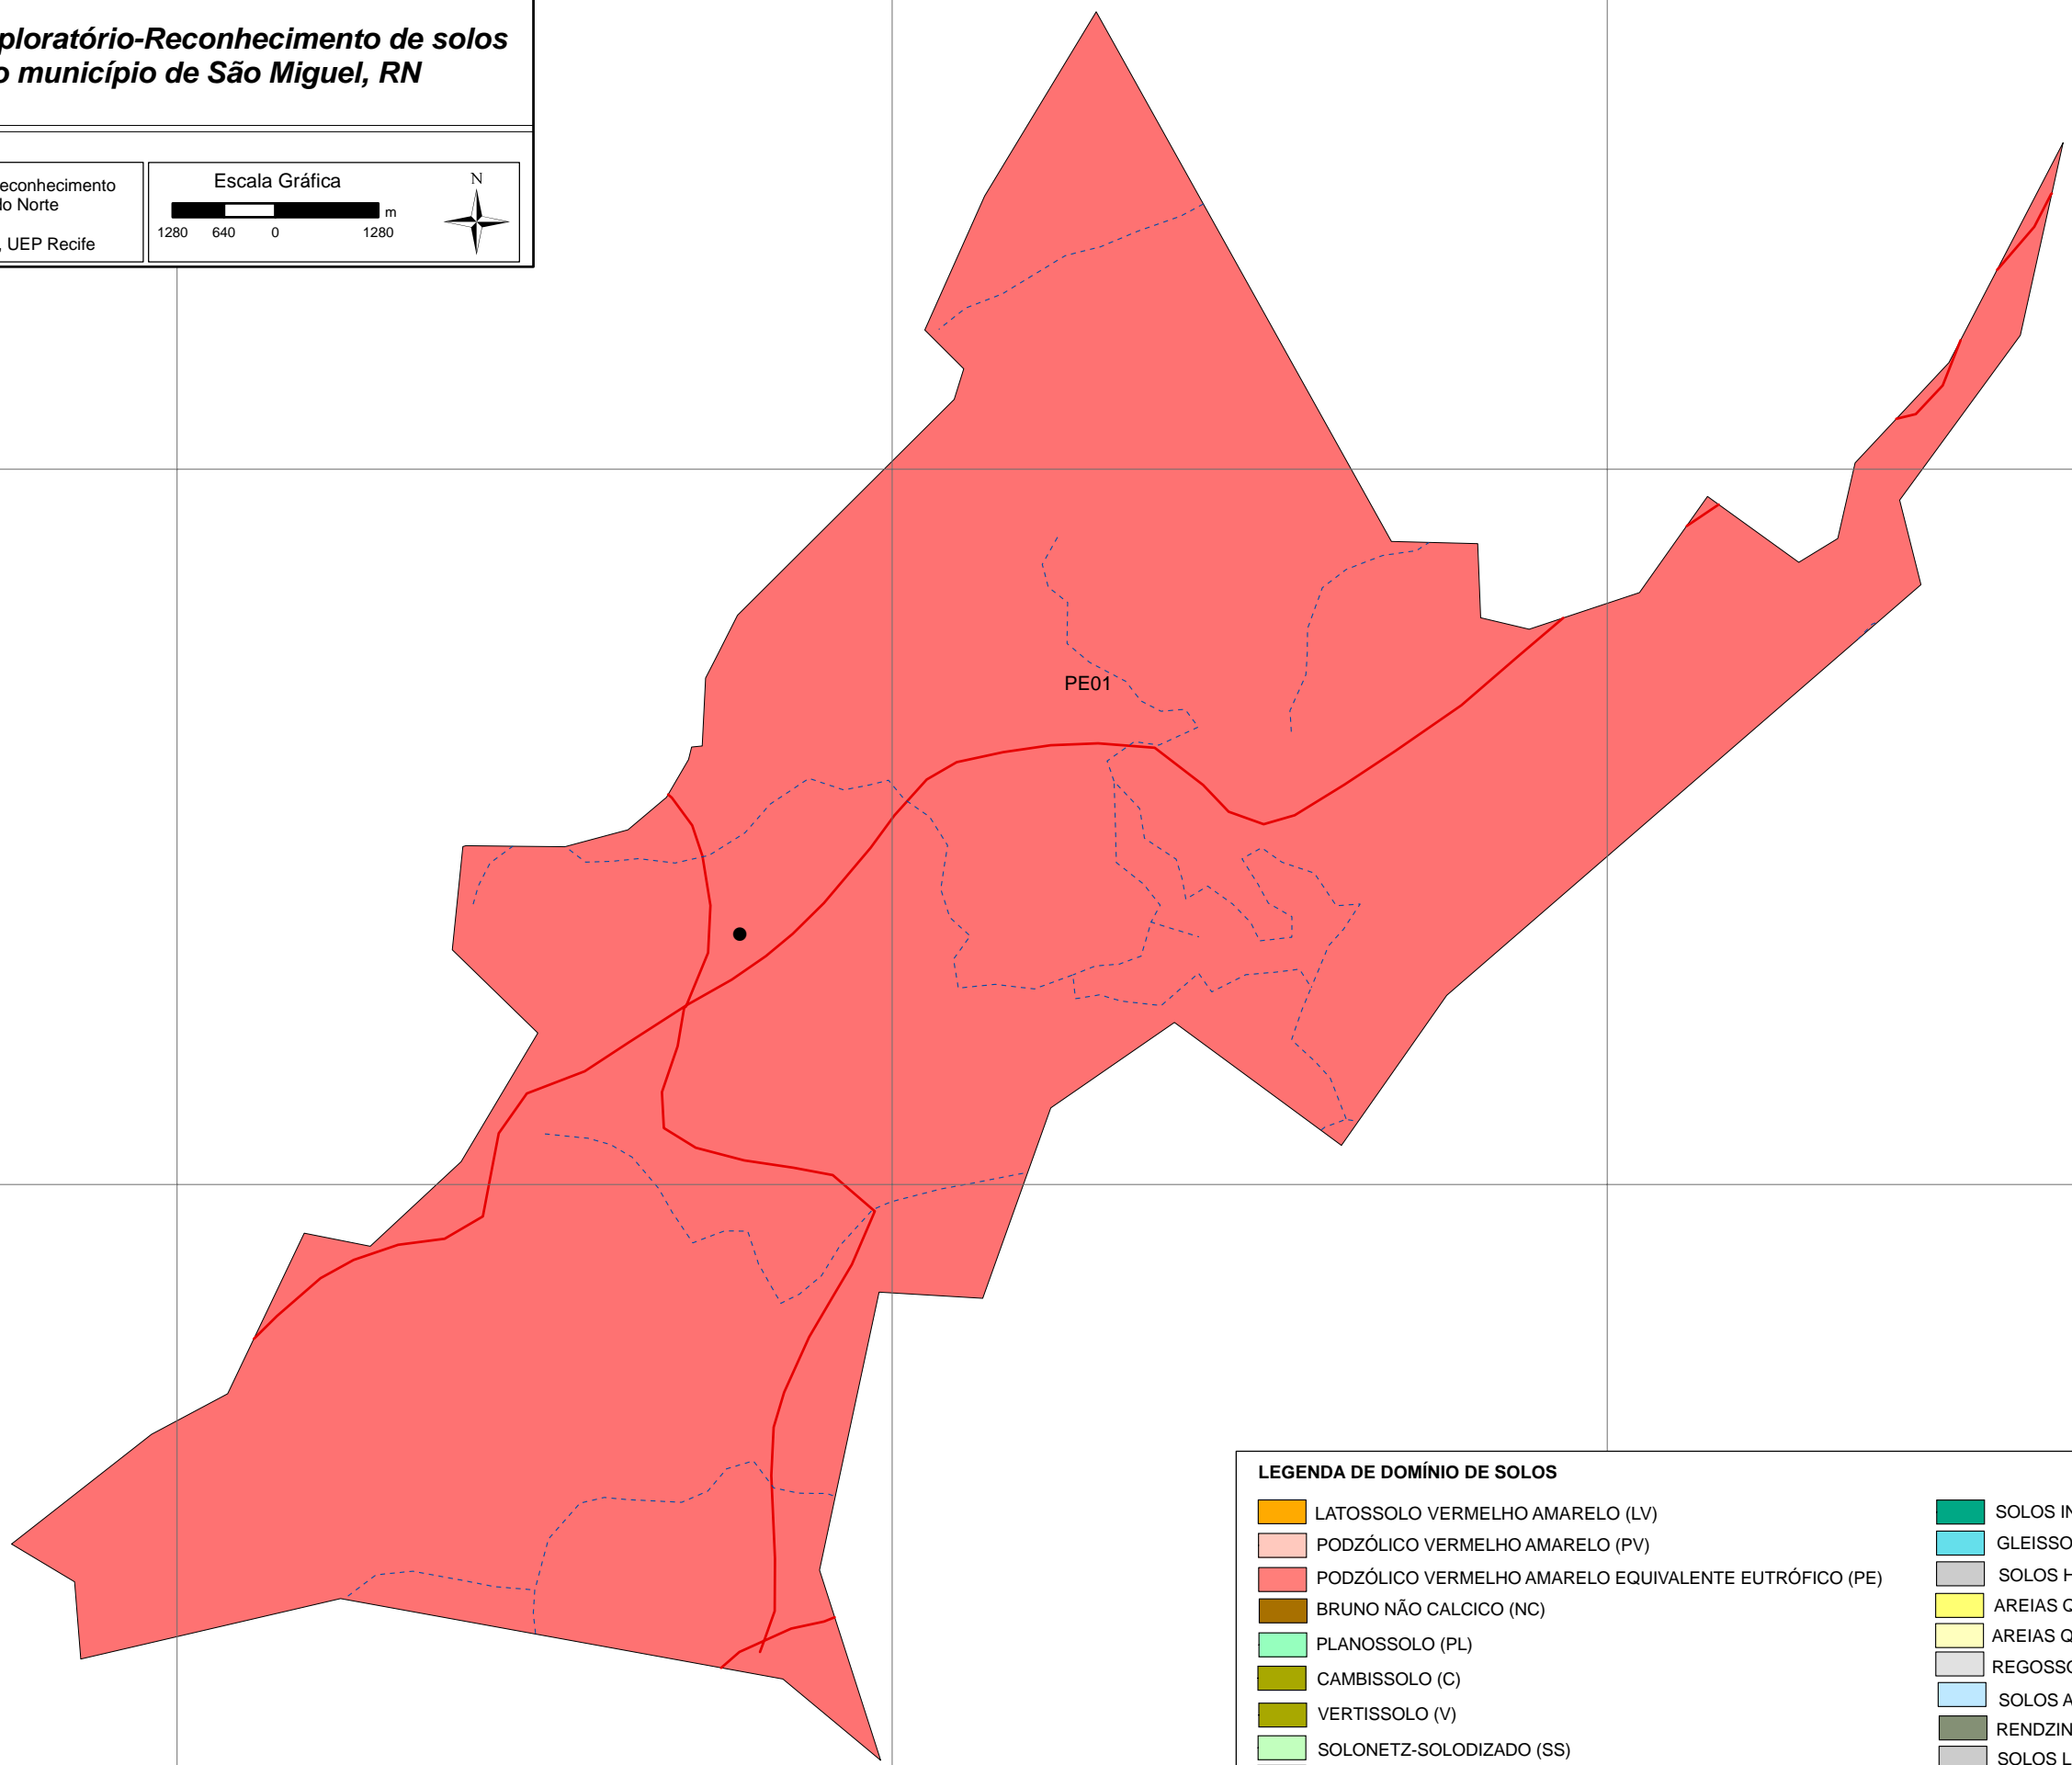 ploratório-Reconhecimento de solos
o município de São Miguel, RN
econhecimento
do Norte
, UEP Recife
Escala Gráfica
m
1280 640 0 1280
N
PE01
LEGENDA DE DOMÍNIO DE SOLOS
LATOSSOLO VERMELHO AMARELO (LV)
PODZÓLICO VERMELHO AMARELO (PV)
PODZÓLICO VERMELHO AMARELO EQUIVALENTE EUTRÓFICO (PE)
BRUNO NÃO CALCICO (NC)
PLANOSSOLO (PL)
CAMBISSOLO (C)
VERTISSOLO (V)
SOLONETZ-SOLODIZADO (SS)
SOLOS IN
GLEISSO
SOLOS H
AREIAS Q
AREIAS Q
REGOSSO
SOLOS A
RENDZIN
SOLOS L